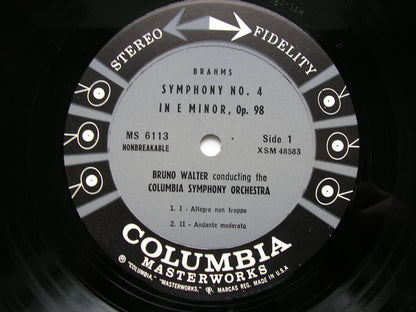 STEREO FIDELITY
BRAHMS
SYMPHONY NO. 4
IN E MINOR, Op. 98
MS 6113
NONBREAKABLE
Side 1
XSM 48583
BRUNO WALTER conducting the
COLUMBIA SYMPHONY ORCHESTRA
1. I - Allegro non troppo
2. II - Andante moderato
COLUMBIA
MASTERWORKS
® "COLUMBIA," "MASTERWORKS," ℗. MARCAS REG. MADE IN U.S.A.